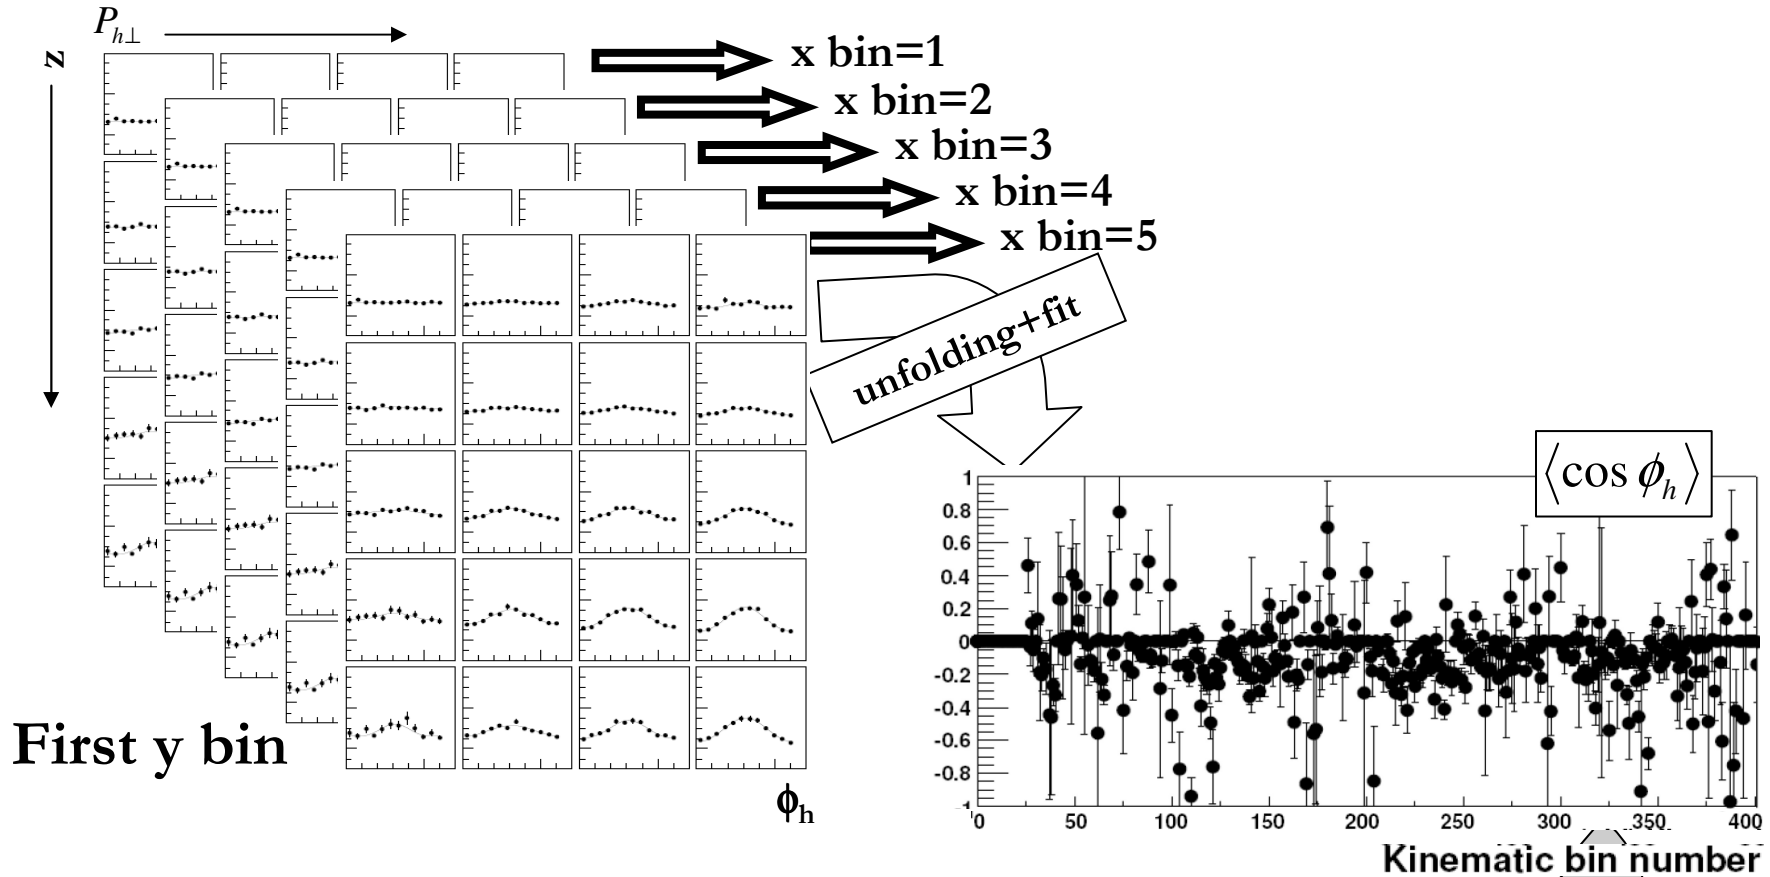 P_{h⊥}
z
x bin=1
x bin=2
x bin=3
x bin=4
x bin=5
unfolding+fit
⟨cos ϕ_h⟩
1
0.8
0.6
0.4
0.2
0
-0.2
-0.4
-0.6
-0.8
-1
0 50 100 150 200 250 300 350 400
Kinematic bin number
First y bin
ϕ_h